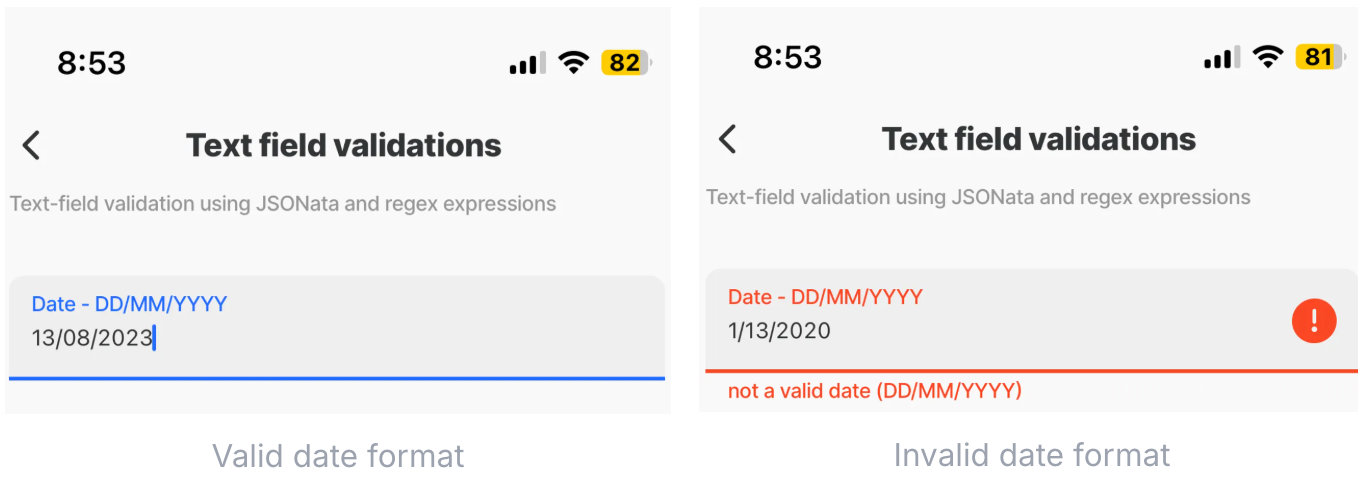 8:53
82
Text field validations
Text-field validation using JSONata and regex expressions
Date - DD/MM/YYYY
13/08/2023
Valid date format
8:53
81
Text field validations
Text-field validation using JSONata and regex expressions
Date - DD/MM/YYYY
1/13/2020
!
not a valid date (DD/MM/YYYY)
Invalid date format